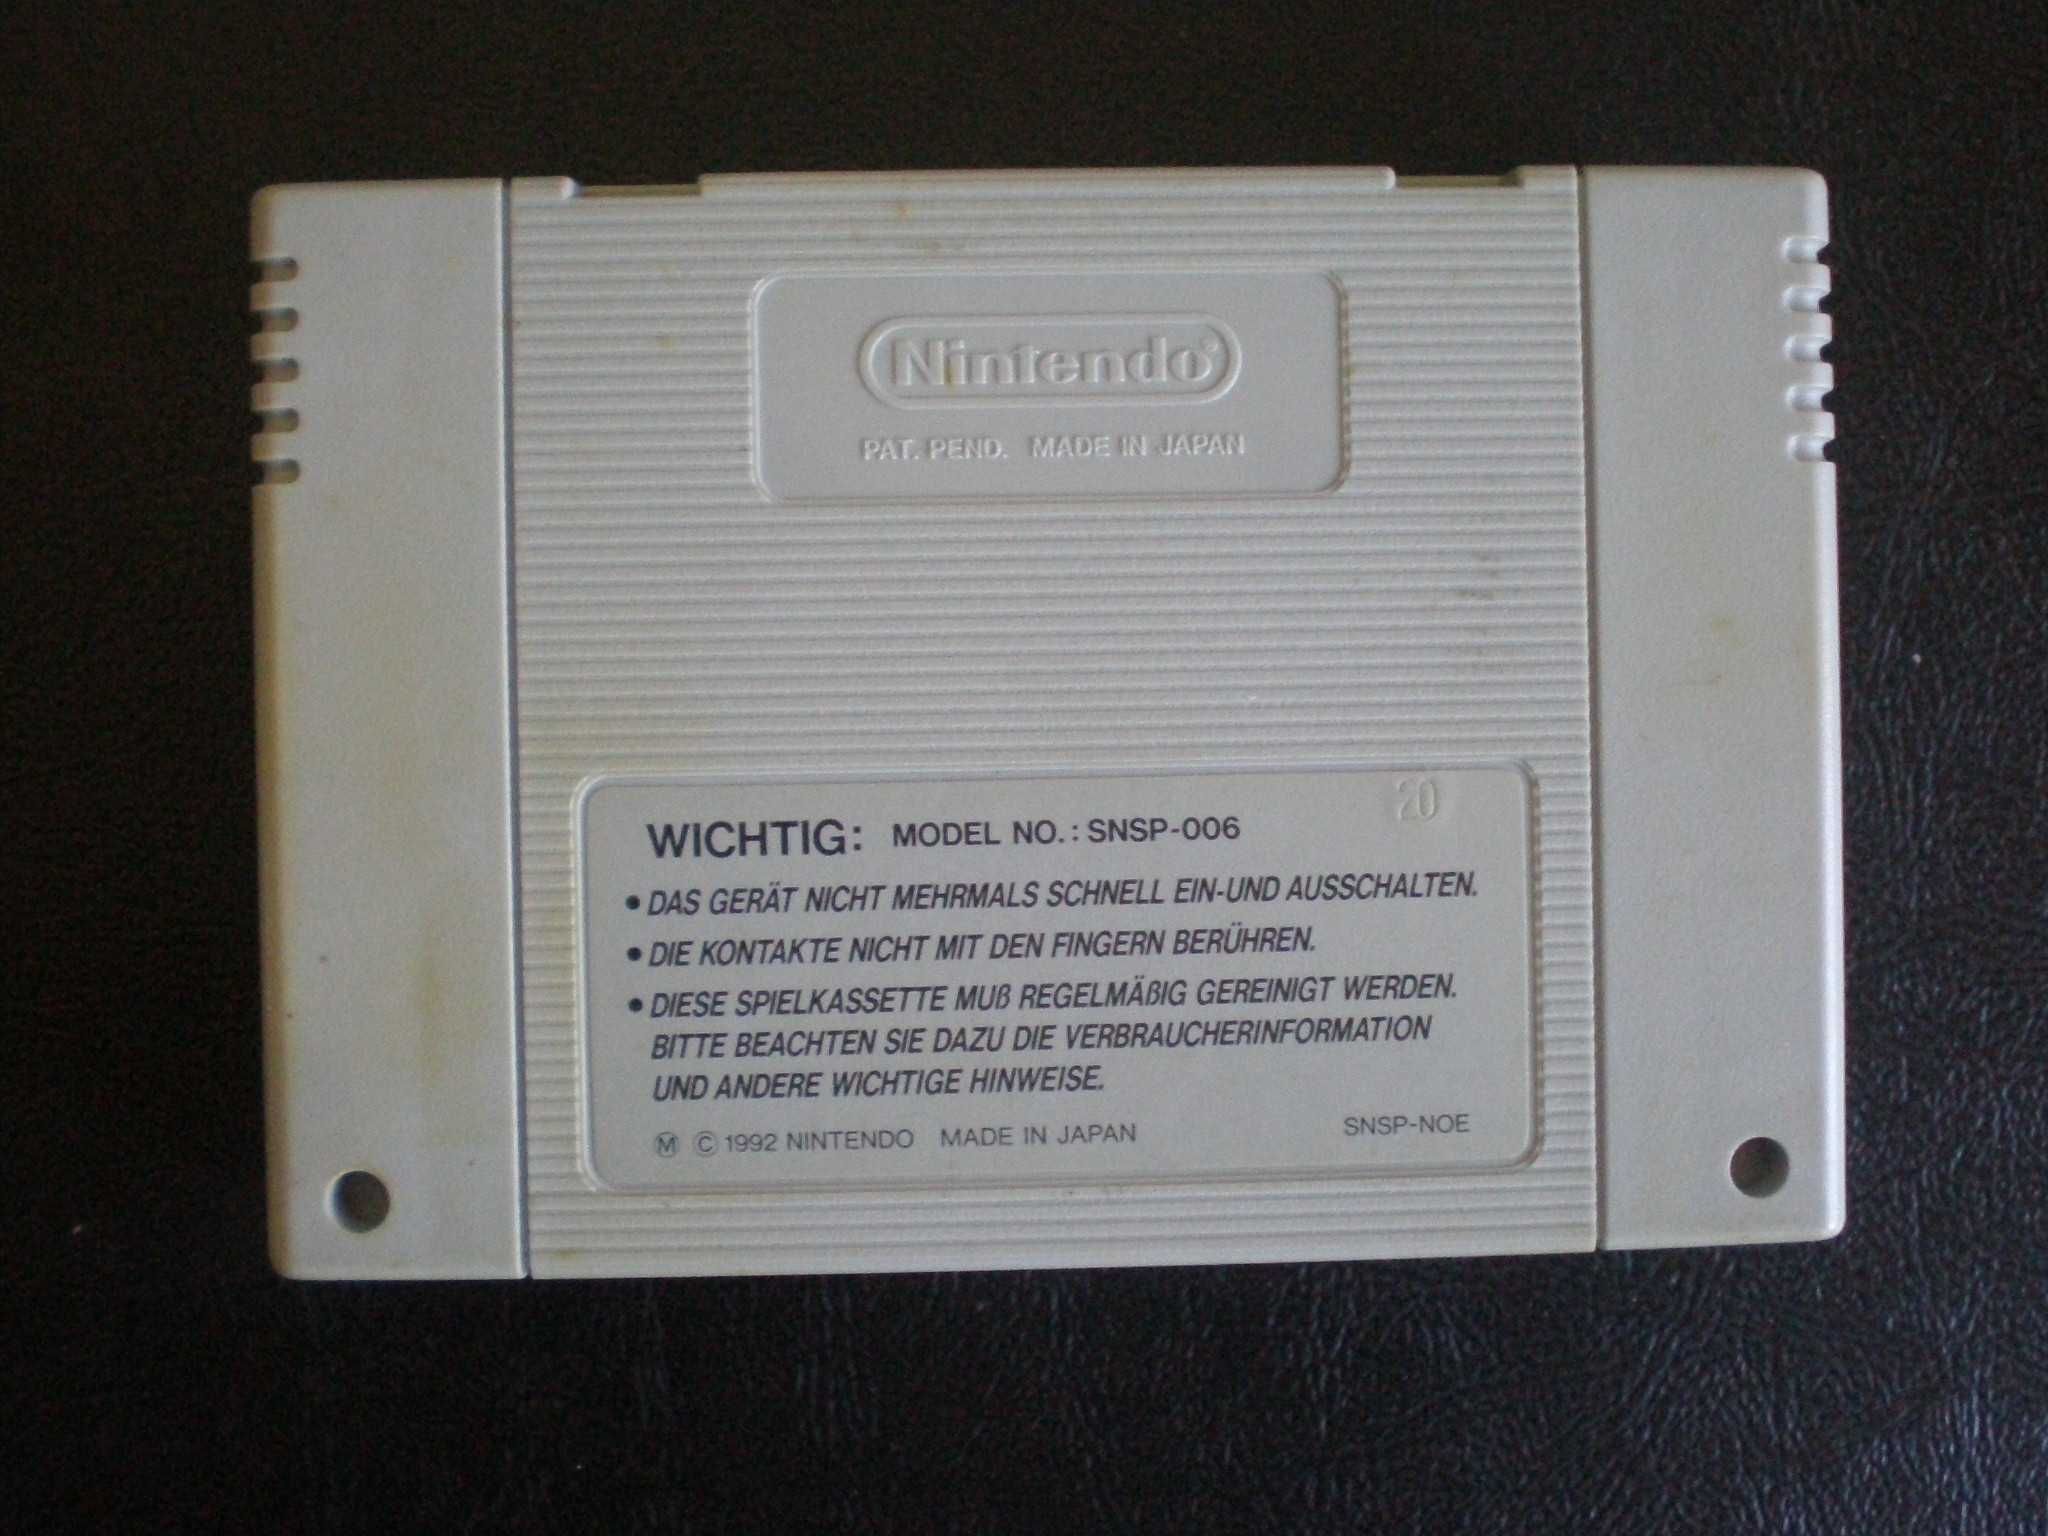 Nintendo®
PAT. PEND. MADE IN JAPAN
20
WICHTIG: MODEL NO.: SNSP-006
• DAS GERÄT NICHT MEHRMALS SCHNELL EIN-UND AUSSCHALTEN.
• DIE KONTAKTE NICHT MIT DEN FINGERN BERÜHREN.
• DIESE SPIELKASSETTE MUß REGELMÄßIG GEREINIGT WERDEN.
BITTE BEACHTEN SIE DAZU DIE VERBRAUCHERINFORMATION
UND ANDERE WICHTIGE HINWEISE.
Ⓜ © 1992 NINTENDO MADE IN JAPAN SNSP-NOE